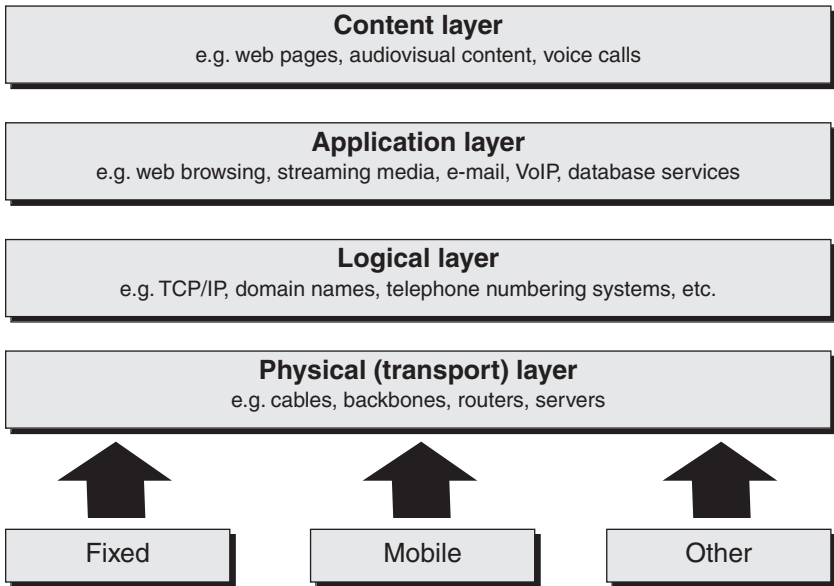 Content layer
e.g. web pages, audiovisual content, voice calls
Application layer
e.g. web browsing, streaming media, e-mail, VoIP, database services
Logical layer
e.g. TCP/IP, domain names, telephone numbering systems, etc.
Physical (transport) layer
e.g. cables, backbones, routers, servers
Fixed
Mobile
Other